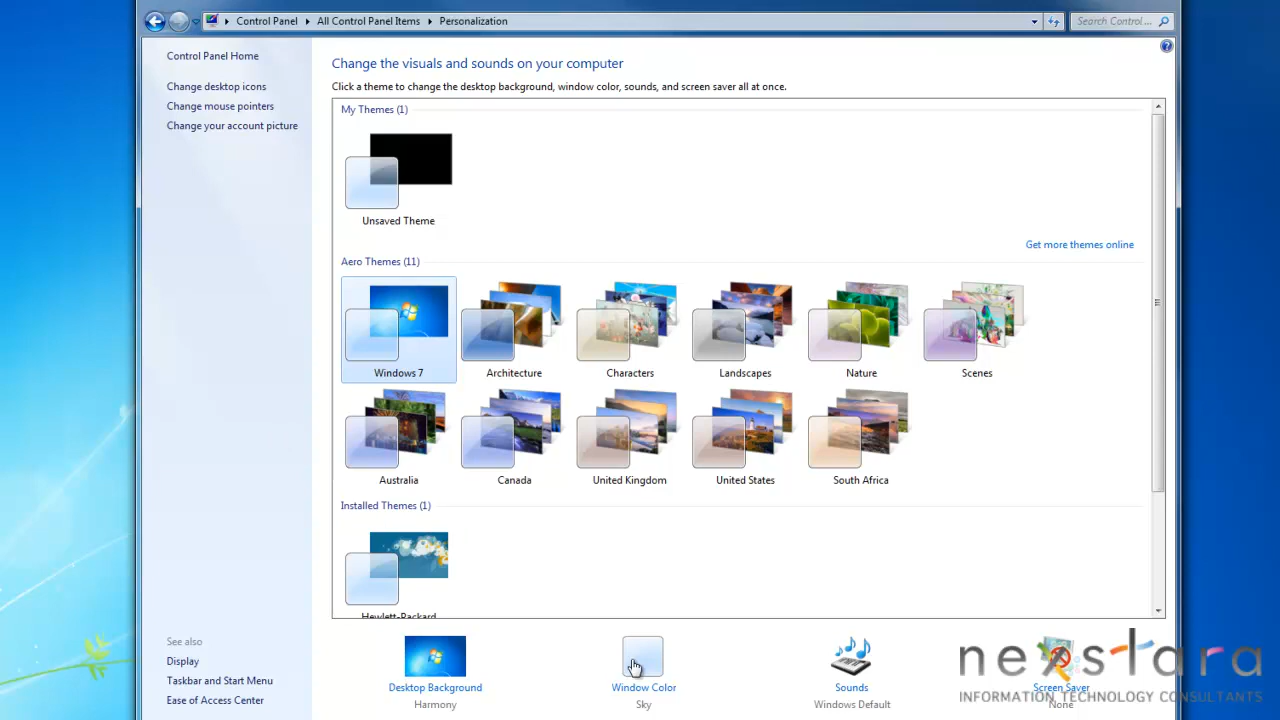 Control Panel
All Control Panel Items
Personalization
Search Control...
Control Panel Home
Change desktop icons
Change mouse pointers
Change your account picture
Change the visuals and sounds on your computer
Click a theme to change the desktop background, window color, sounds, and screen saver all at once.
My Themes (1)
Unsaved Theme
Get more themes online
Aero Themes (11)
Windows 7
Architecture
Characters
Landscapes
Nature
Scenes
Australia
Canada
United Kingdom
United States
South Africa
Installed Themes (1)
Hewlett-Packard
See also
Display
Taskbar and Start Menu
Ease of Access Center
Desktop Background
Harmony
Window Color
Sky
Sounds
Windows Default
Screen Saver
None
nexstara
INFORMATION TECHNOLOGY CONSULTANTS